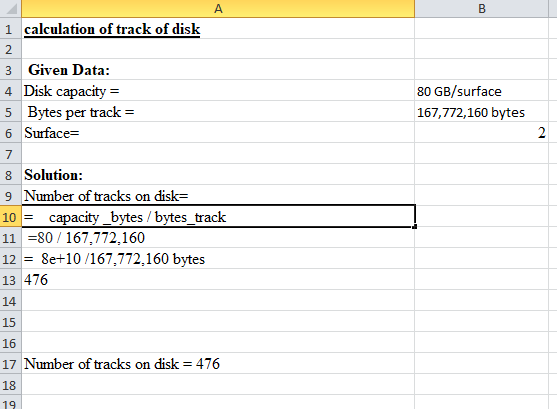 A B
1 calculation of track of disk
2
3 Given Data:
4 Disk capacity = 80 GB/surface
5 Bytes per track = 167,772,160 bytes
6 Surface= 2
7
8 Solution:
9 Number of tracks on disk=
10 = capacity _bytes / bytes_track
11 =80 / 167,772,160
12 = 8e+10 /167,772,160 bytes
13 476
14
15
16
17 Number of tracks on disk = 476
18
19